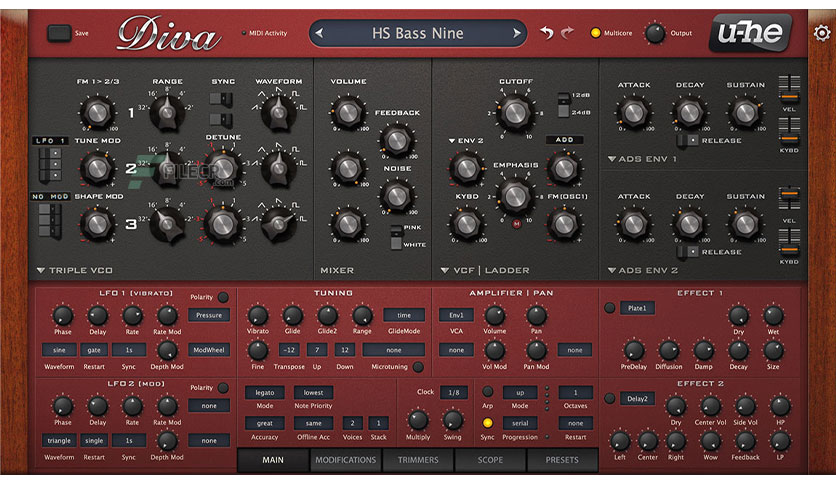 Save
Diva
MIDI Activity
HS Bass Nine
Multicore
Output
u-he
FM 1 > 2/3
RANGE
SYNC
WAVEFORM
VOLUME
FEEDBACK
CUTOFF
12dB
24dB
ATTACK
DECAY
SUSTAIN
VEL
KYBD
RELEASE
ADS ENV 1
1
LFO 1
TUNE MOD
2
DETUNE
NOISE
ENV 2
EMPHASIS
ADD
FILECR
.com
NO MOD
SHAPE MOD
3
PINK
WHITE
KYBD
FM(OSC1)
M
ATTACK
DECAY
SUSTAIN
VEL
KYBD
RELEASE
TRIPLE VCO
MIXER
VCF | LADDER
ADS ENV 2
LFO 1 [VIBRATO]
Polarity
Phase
Delay
Rate
Rate Mod
Pressure
sine
gate
1s
Depth Mod
ModWheel
Waveform
Restart
Sync
TUNING
Vibrato
Glide
Glide2
Range
time
GlideMode
Fine
-12
7
12
none
Transpose
Up
Down
Microtuning
AMPLIFIER | PAN
Env1
VCA
Volume
Pan
none
Vol Mod
Pan Mod
none
EFFECT 1
Plate1
Dry
Wet
PreDelay
Diffusion
Damp
Decay
Size
LFO 2 [MOD]
Polarity
Phase
Delay
Rate
Rate Mod
none
triangle
single
1s
Depth Mod
none
Waveform
Restart
Sync
legato
lowest
Mode
Note Priority
great
same
2
1
Accuracy
Offline Acc
Voices
Stack
Clock
1/8
Multiply
Swing
Arp
up
Mode
1
Octaves
Sync
serial
Progression
none
Restart
EFFECT 2
Delay2
Dry
Center Vol
Side Vol
HP
Left
Center
Right
Wow
Feedback
LP
MAIN
MODIFICATIONS
TRIMMERS
SCOPE
PRESETS